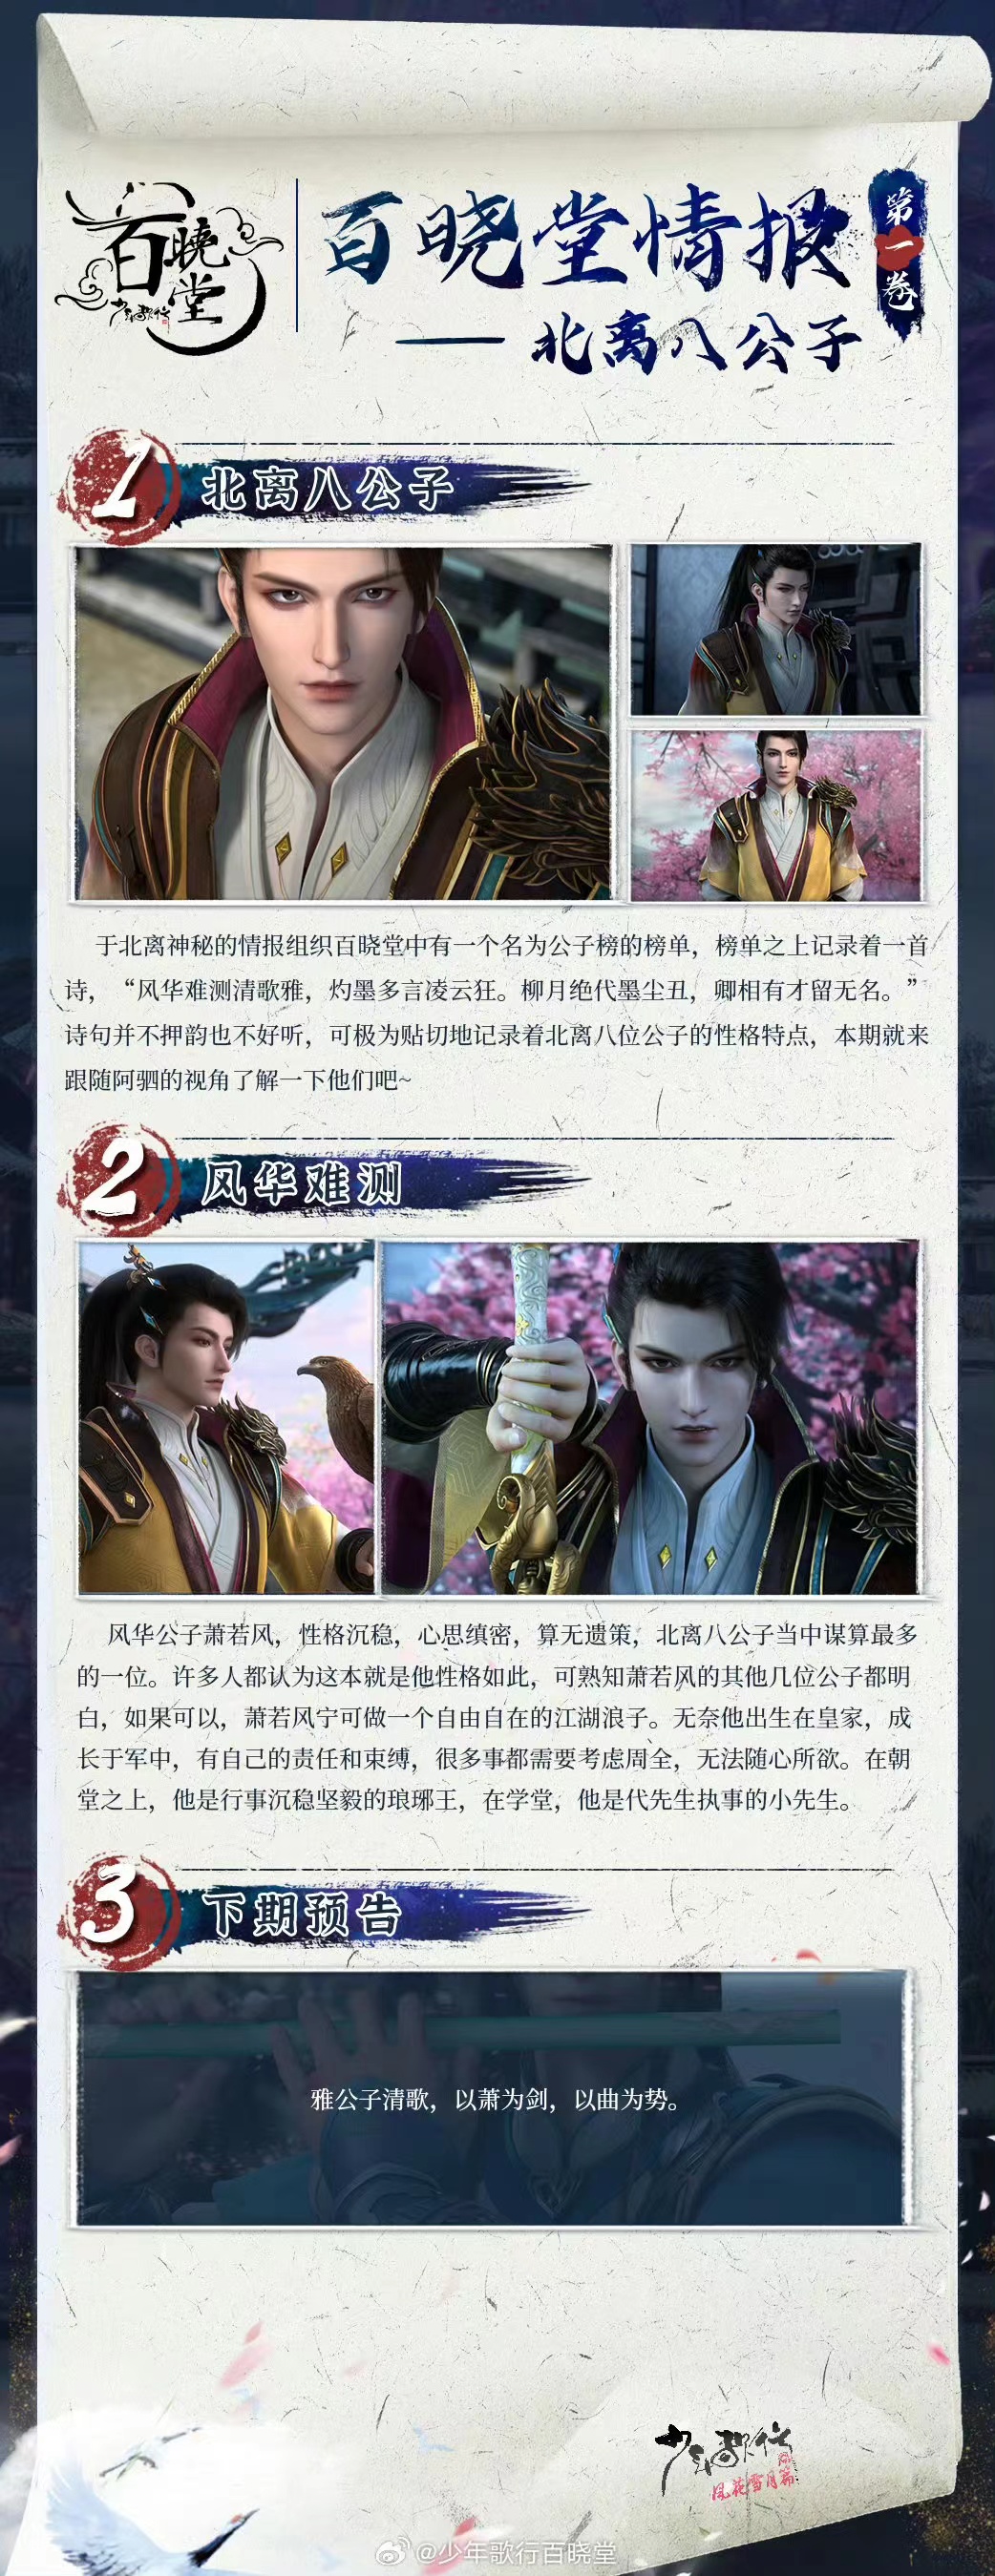 百曉堂
少年歌行
百晓堂情报
第一卷
——北离八公子
1
北离八公子
于北离神秘的情报组织百晓堂中有一个名为公子榜的榜单，榜单之上记录着一首
诗，“风华难测清歌雅，灼墨多言凌云狂。柳月绝代墨尘丑，卿相有才留无名。”
诗句并不押韵也不好听，可极为贴切地记录着北离八位公子的性格特点，本期就来
跟随阿驷的视角了解一下他们吧~
2
风华难测
风华公子萧若风，性格沉稳，心思缜密，算无遗策，北离八公子当中谋算最多
的一位。许多人都认为这本就是他性格如此，可熟知萧若风的其他几位公子都明
白，如果可以，萧若风宁可做一个自由自在的江湖浪子。无奈他出生在皇家，成
长于军中，有自己的责任和束缚，很多事都需要考虑周全，无法随心所欲。在朝
堂之上，他是行事沉稳坚毅的琅琊王，在学堂，他是代先生执事的小先生。
3
下期预告
雅公子清歌，以萧为剑，以曲为势。
少年歌行
风花雪月篇
@少年歌行百晓堂